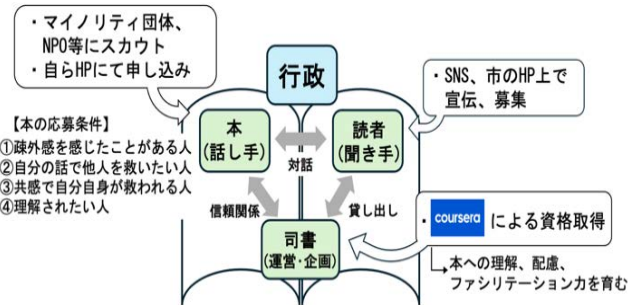 ・マイノリティ団体、
NPO等にスカウト
・自らHPにて申し込み
行政
・SNS、市のHP上で
宣伝、募集
【本の応募条件】
①疎外感を感じたことがある人
②自分の話で他人を救いたい人
③共感で自分自身が救われる人
④理解されたい人
本
(話し手)
対話
読者
(聞き手)
信頼関係
貸し出し
司書
(運営・企画)
・coursera による資格取得
本への理解、配慮、
ファシリテーション力を育む